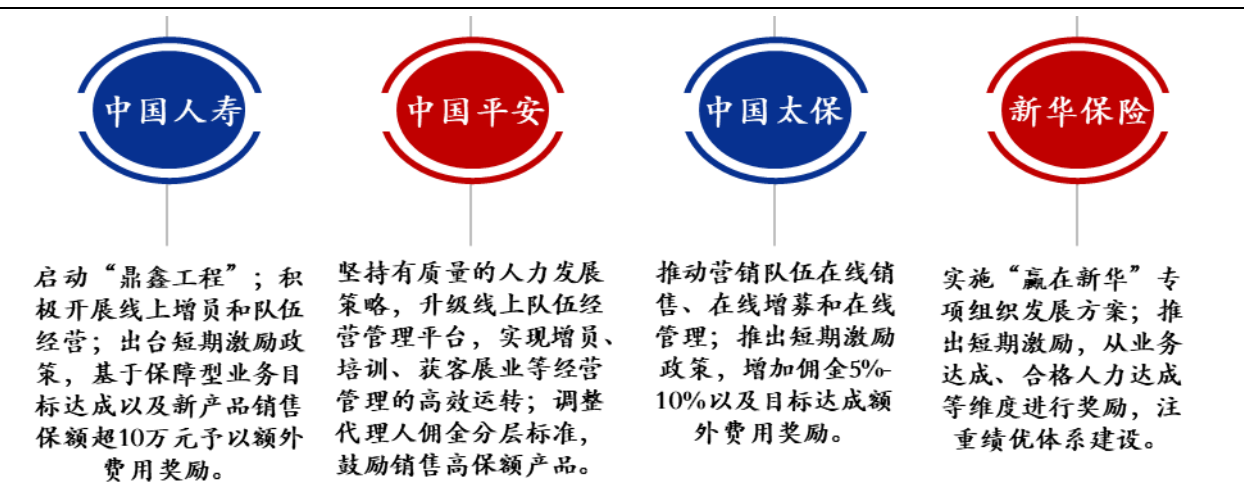 中国人寿
启动“鼎鑫工程”；积
极开展线上增员和队伍
经营；出台短期激励政
策，基于保障型业务目
标达成以及新产品销售
保额超10万元予以额外
费用奖励。
中国平安
坚持有质量的人力发展
策略，升级线上队伍经
营管理平台，实现增员、
培训、获客展业等经营
管理的高效运转；调整
代理人佣金分层标准，
鼓励销售高保额产品。
中国太保
推动营销队伍在线销
售、在线增募和在线
管理；推出短期激励
政策，增加佣金5%-
10%以及目标达成额
外费用奖励。
新华保险
实施“赢在新华”专
项组织发展方案；推
出短期激励，从业务
达成、合格人力达成
等维度进行奖励，注
重绩优体系建设。